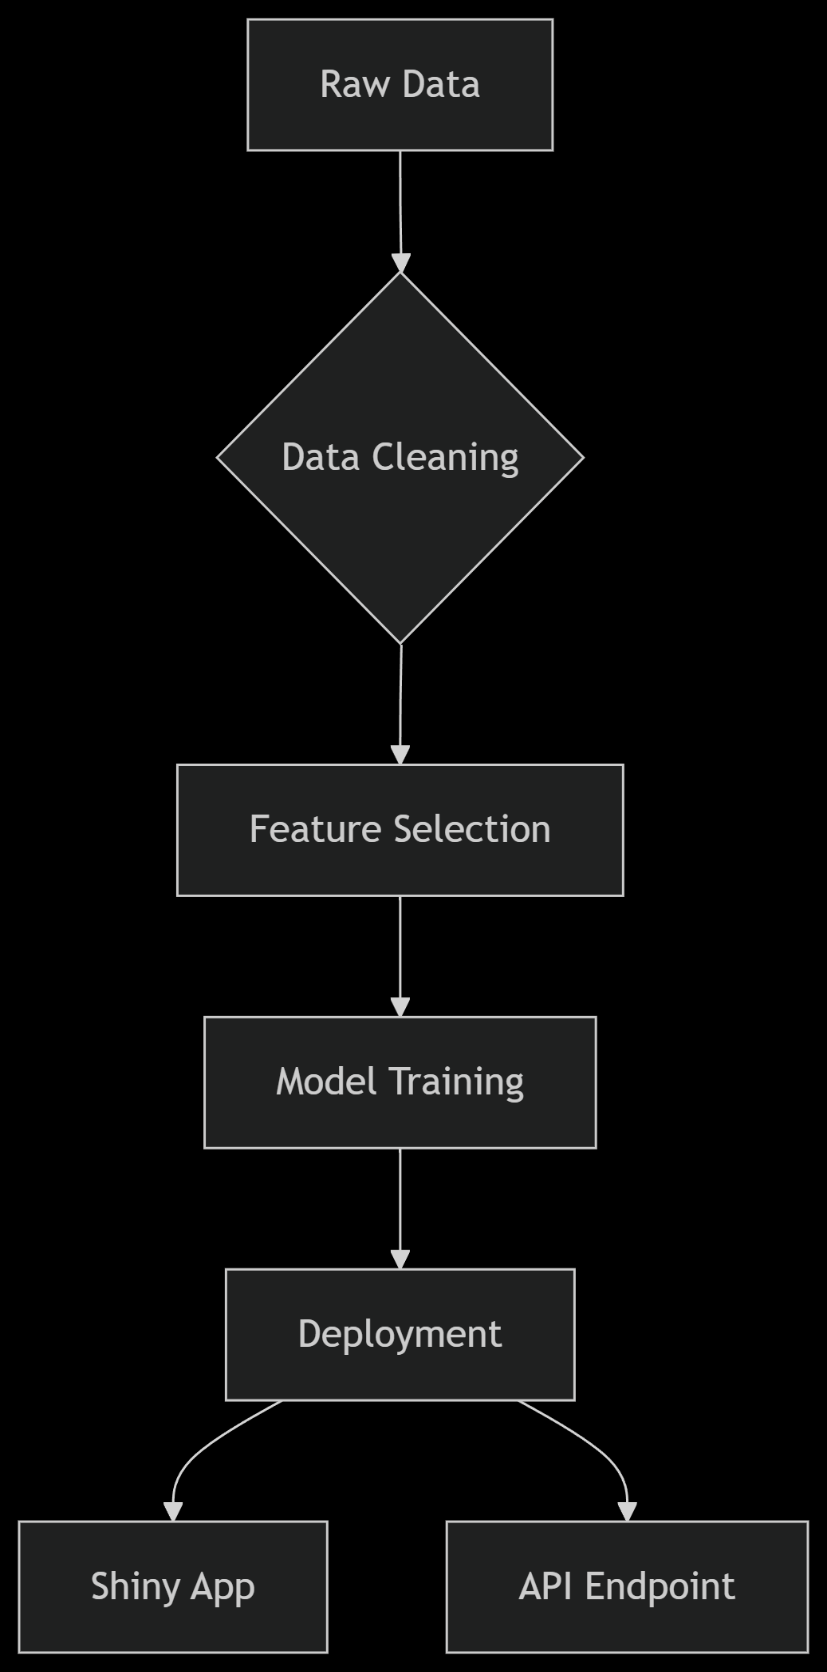 Raw Data
Data Cleaning
Feature Selection
Model Training
Deployment
Shiny App
API Endpoint